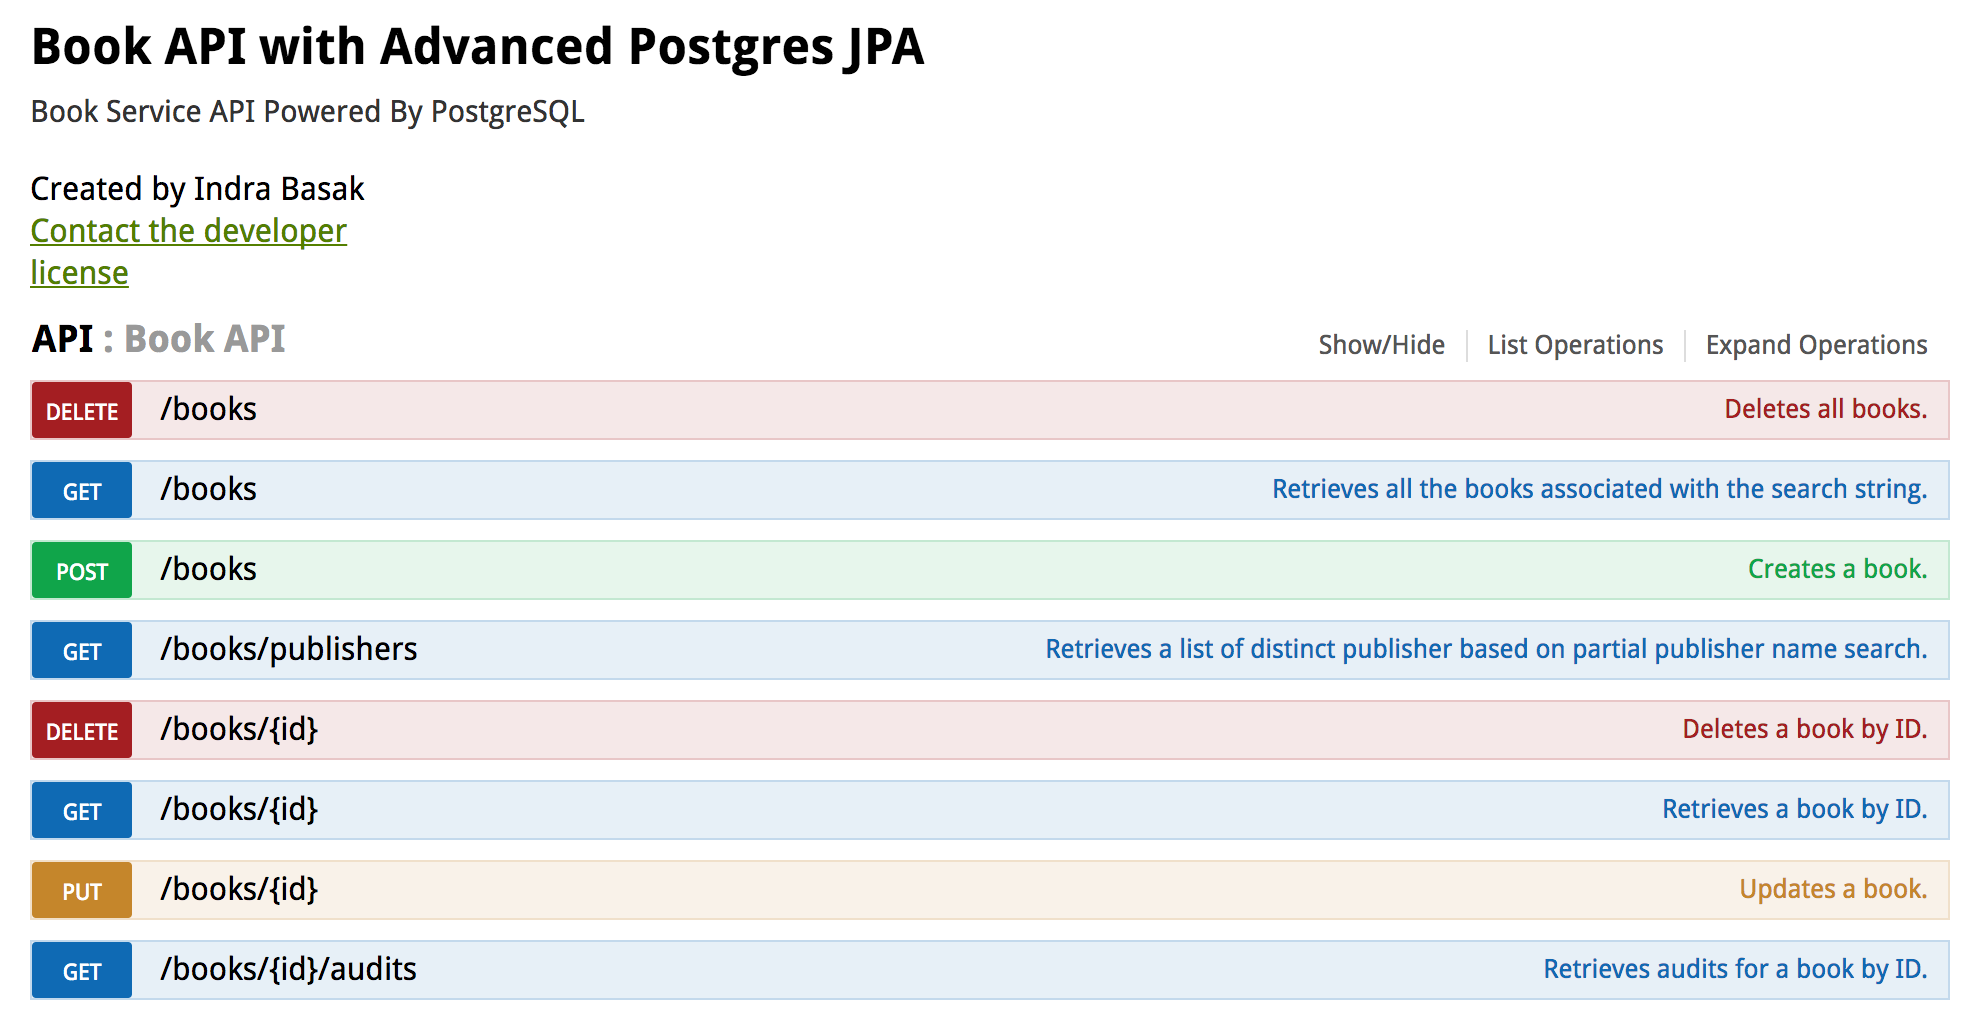 Book API with Advanced Postgres JPA
Book Service API Powered By PostgreSQL
Created by Indra Basak
Contact the developer
license
API : Book API Show/Hide List Operations Expand Operations
DELETE /books Deletes all books.
GET /books Retrieves all the books associated with the search string.
POST /books Creates a book.
GET /books/publishers Retrieves a list of distinct publisher based on partial publisher name search.
DELETE /books/{id} Deletes a book by ID.
GET /books/{id} Retrieves a book by ID.
PUT /books/{id} Updates a book.
GET /books/{id}/audits Retrieves audits for a book by ID.